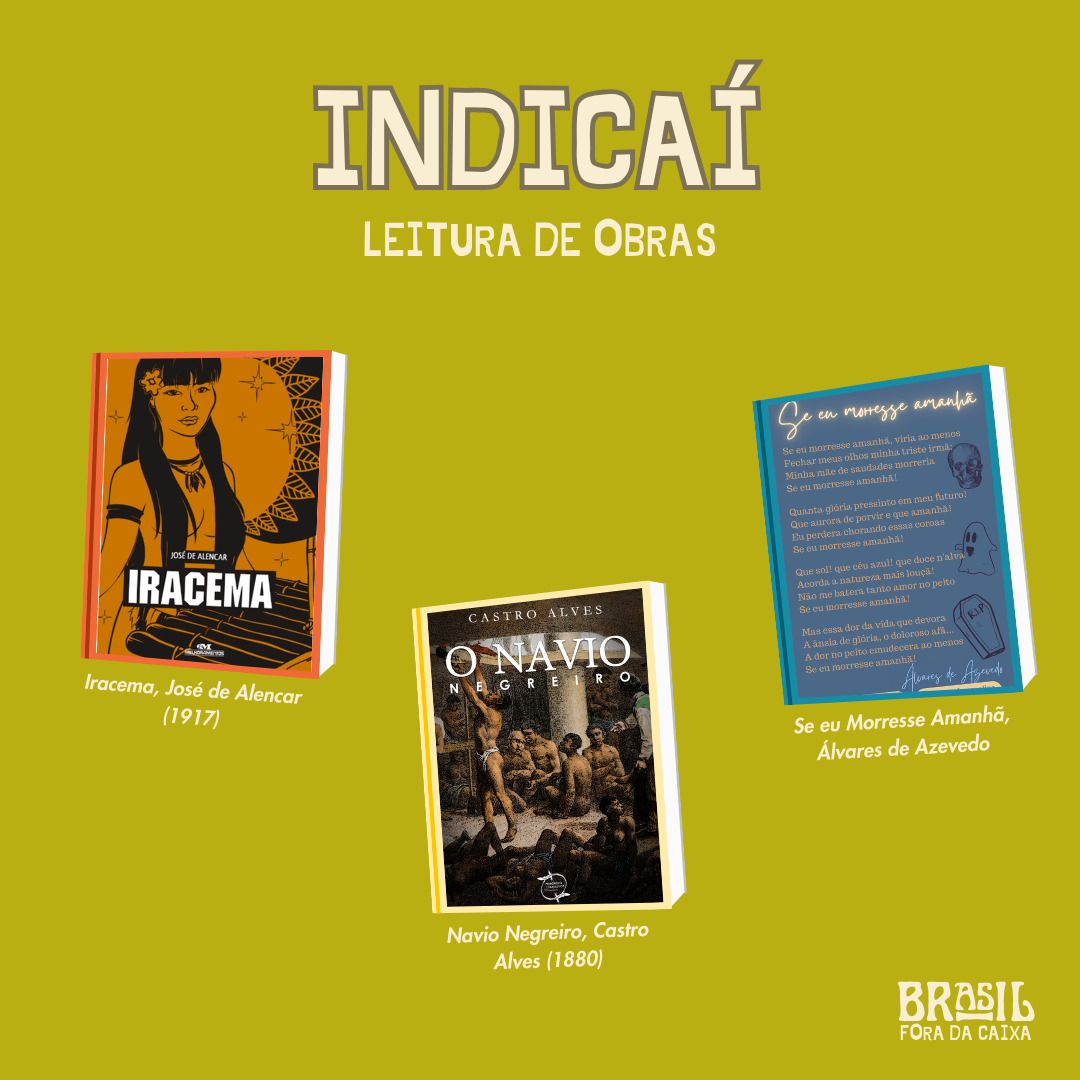 INDICAÍ
LEITURA DE OBRAS
JOSÉ DE ALENCAR
IRACEMA
MELHORAMENTOS
Iracema, José de Alencar
(1917)
CASTRO ALVES
O NAVIO
NEGREIRO
Navio Negreiro, Castro
Alves (1880)
Se eu morresse amanhã
Se eu morresse amanhã, viria ao menos
Fechar meus olhos minha triste irmã;
Minha mãe de saudades morreria
Se eu morresse amanhã!
Quanta glória pressinto em meu futuro!
Que aurora de porvir e que amanhã!
Eu perdera chorando essas coroas
Se eu morresse amanhã!
Que sol! que céu azul! que doce n'alva
Acorda a natureza mais louçã!
Não me batera tanto amor no peito
Se eu morresse amanhã!
Mas essa dor da vida que devora
A ânsia de glória, o doloroso afã...
A dor no peito emudecera ao menos
Se eu morresse amanhã!
RIP
Álvares de Azevedo
Se eu Morresse Amanhã,
Álvares de Azevedo
BRASIL
FORA DA CAIXA